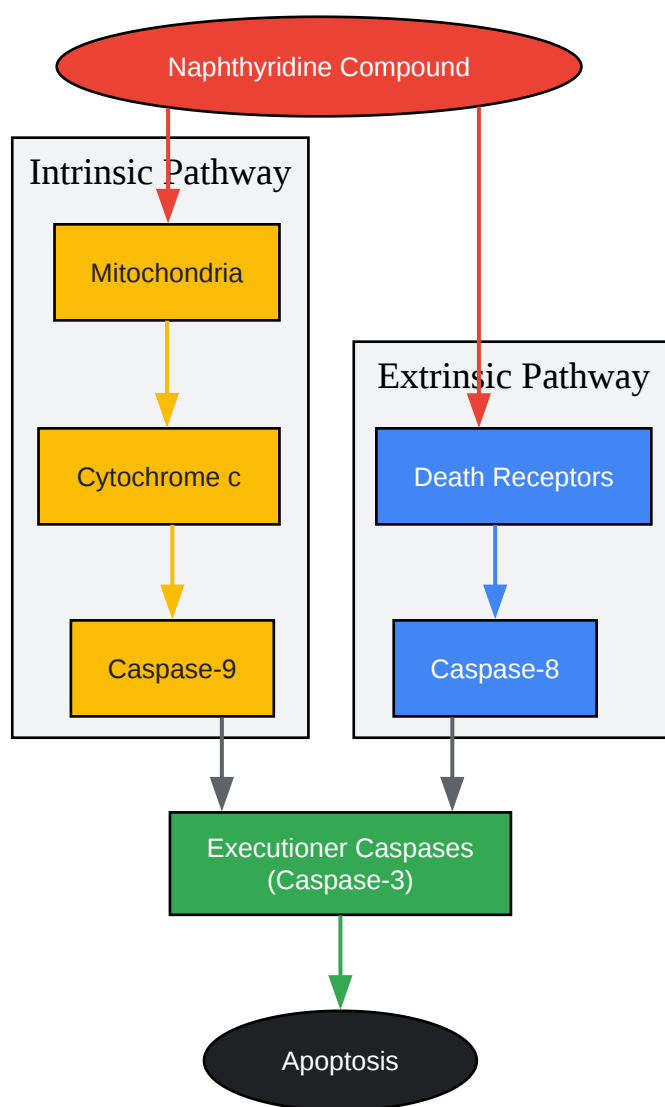 Naphthyridine Compound
Intrinsic Pathway
Mitochondria
Cytochrome c
Caspase-9
Extrinsic Pathway
Death Receptors
Caspase-8
Executioner Caspases
(Caspase-3)
Apoptosis